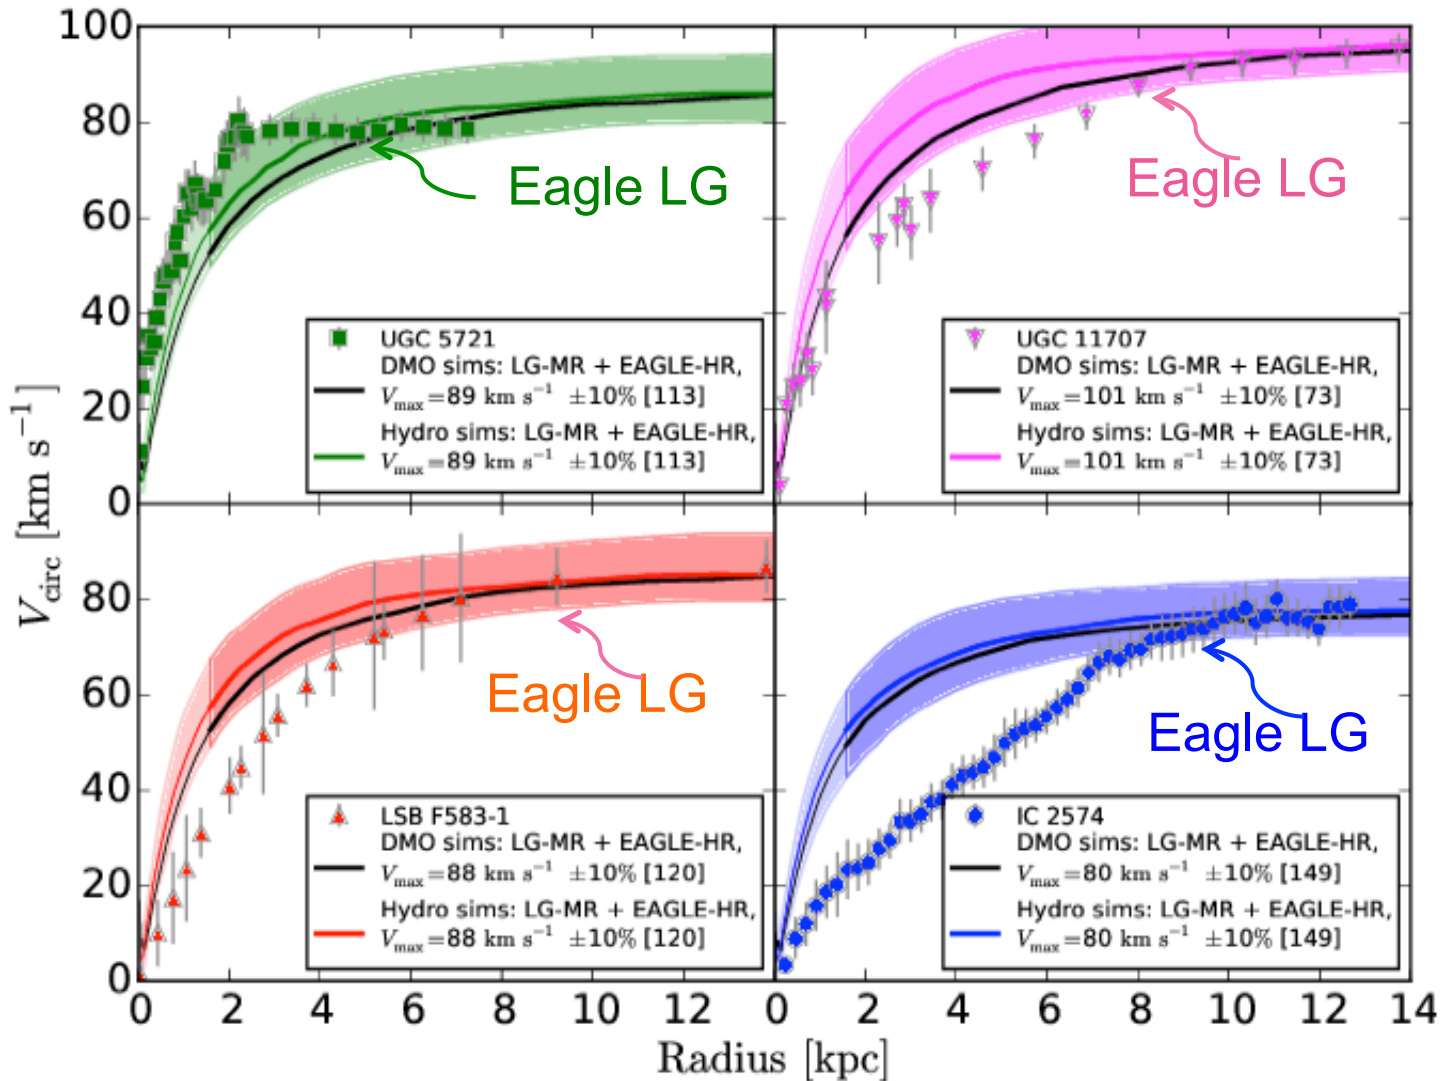 100
80
60
40
20
0
Eagle LG
UGC 5721
DMO sims: LG-MR + EAGLE-HR,
V_max=89 km s⁻¹ ±10% [113]
Hydro sims: LG-MR + EAGLE-HR,
V_max=89 km s⁻¹ ±10% [113]
Eagle LG
UGC 11707
DMO sims: LG-MR + EAGLE-HR,
V_max=101 km s⁻¹ ±10% [73]
Hydro sims: LG-MR + EAGLE-HR,
V_max=101 km s⁻¹ ±10% [73]
V_circ [km s⁻¹]
80
60
40
20
0
Eagle LG
LSB F583-1
DMO sims: LG-MR + EAGLE-HR,
V_max=88 km s⁻¹ ±10% [120]
Hydro sims: LG-MR + EAGLE-HR,
V_max=88 km s⁻¹ ±10% [120]
Eagle LG
IC 2574
DMO sims: LG-MR + EAGLE-HR,
V_max=80 km s⁻¹ ±10% [149]
Hydro sims: LG-MR + EAGLE-HR,
V_max=80 km s⁻¹ ±10% [149]
0 2 4 6 8 10 12 0 2 4 6 8 10 12 14
Radius [kpc]